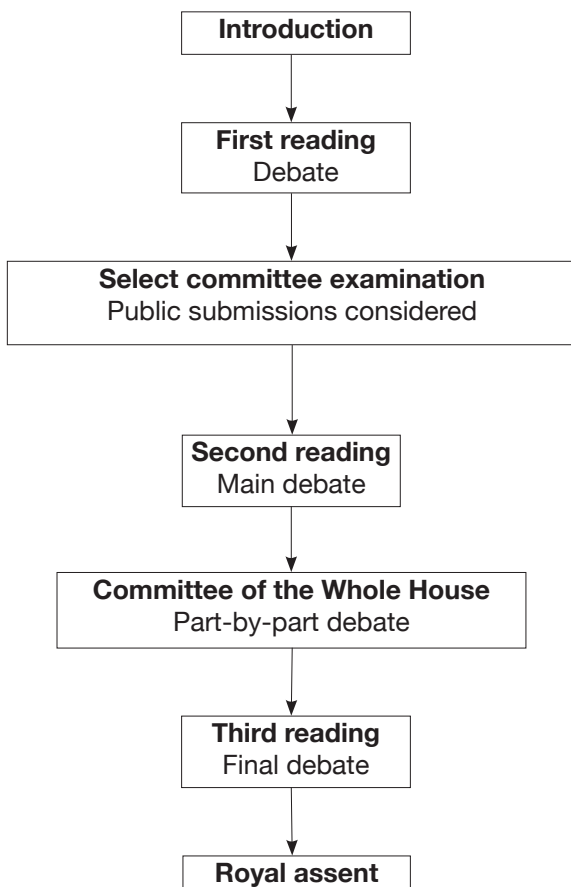 Introduction
First reading
Debate
Select committee examination
Public submissions considered
Second reading
Main debate
Committee of the Whole House
Part-by-part debate
Third reading
Final debate
Royal assent